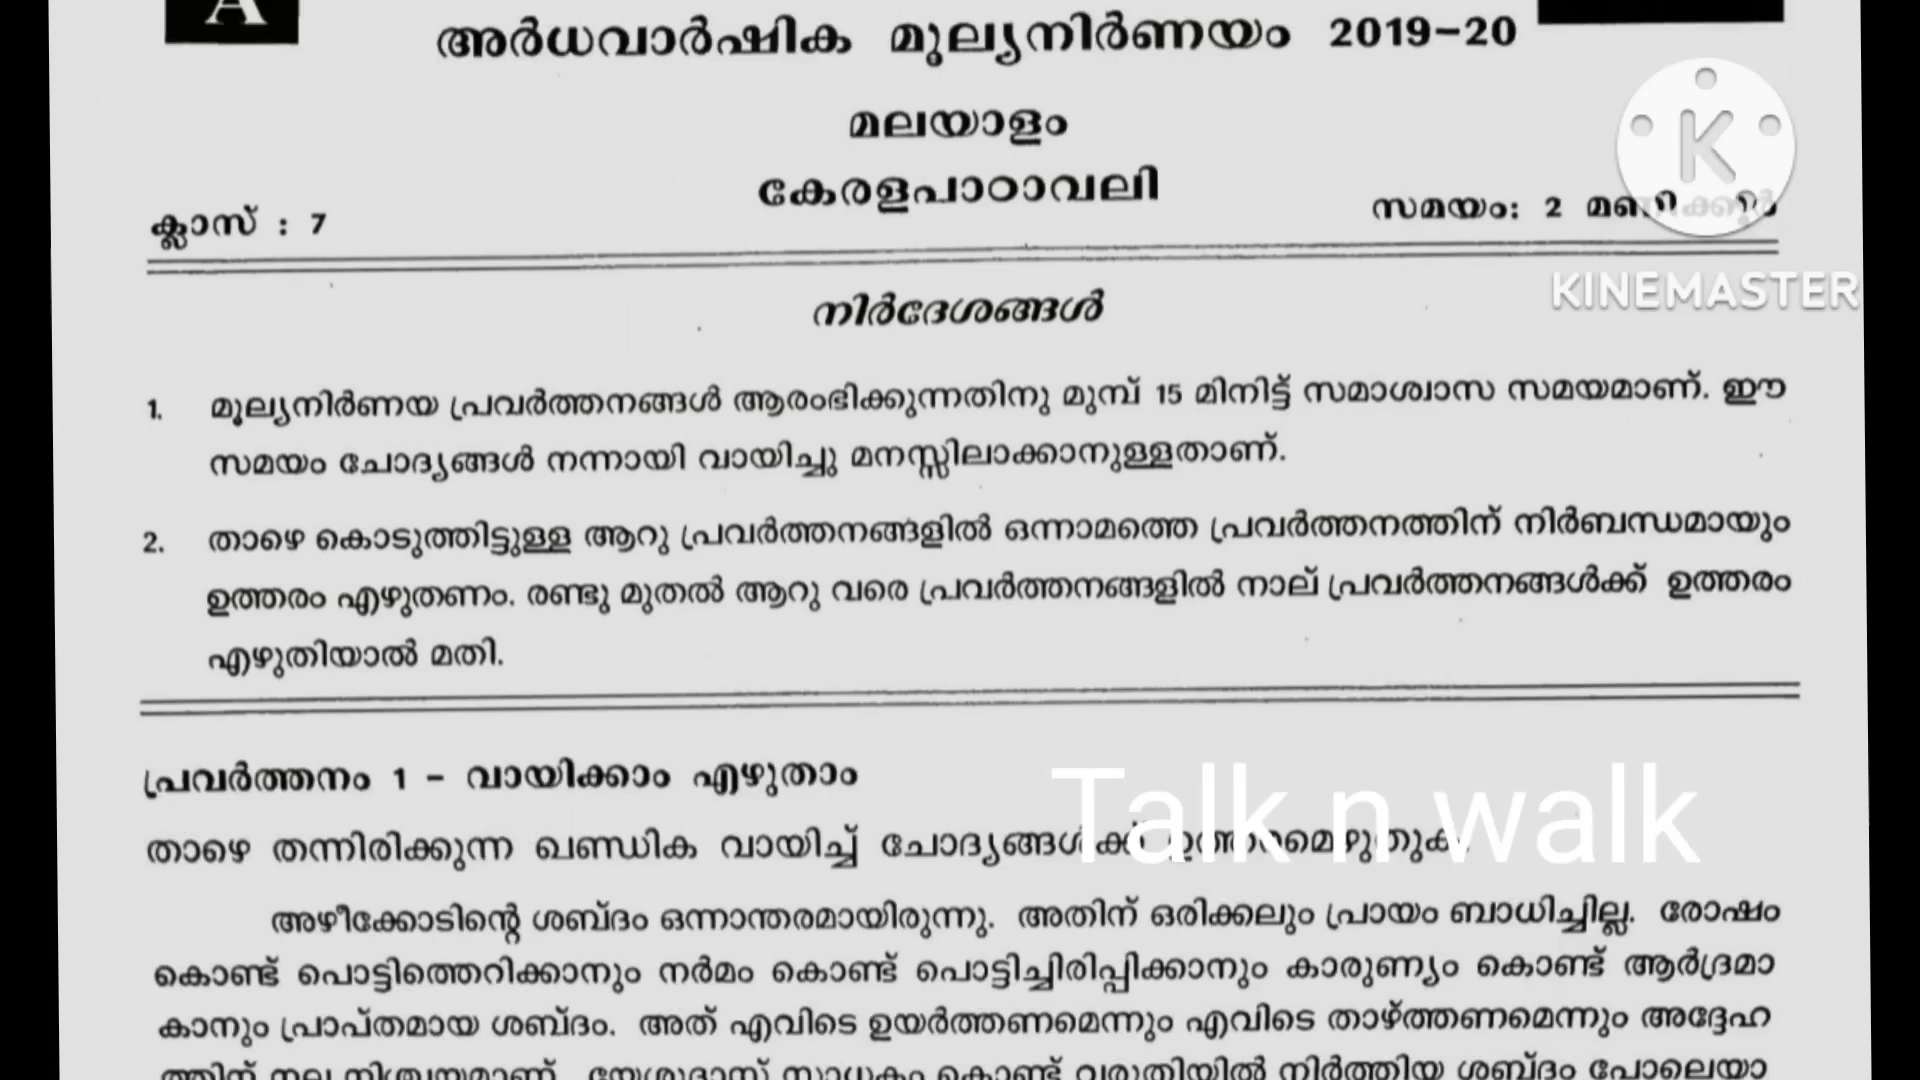 A
അർധവാർഷിക മൂല്യനിർണയം 2019-20
മലയാളം
കേരളപാഠാവലി
ക്ലാസ് : 7
സമയം: 2 മണിക്കൂർ
K
KINEMASTER
നിർദേശങ്ങൾ
1. മൂല്യനിർണയ പ്രവർത്തനങ്ങൾ ആരംഭിക്കുന്നതിനു മുമ്പ് 15 മിനിട്ട് സമാശ്വാസ സമയമാണ്. ഈ
സമയം ചോദ്യങ്ങൾ നന്നായി വായിച്ചു മനസ്സിലാക്കാനുള്ളതാണ്.
2. താഴെ കൊടുത്തിട്ടുള്ള ആറു പ്രവർത്തനങ്ങളിൽ ഒന്നാമത്തെ പ്രവർത്തനത്തിന് നിർബന്ധമായും
ഉത്തരം എഴുതണം. രണ്ടു മുതൽ ആറു വരെ പ്രവർത്തനങ്ങളിൽ നാല് പ്രവർത്തനങ്ങൾക്ക് ഉത്തരം
എഴുതിയാൽ മതി.
പ്രവർത്തനം 1 - വായിക്കാം എഴുതാം
Talk n walk
താഴെ തന്നിരിക്കുന്ന ഖണ്ഡിക വായിച്ച് ചോദ്യങ്ങൾക്ക് ഉത്തരമെഴുതുക.
അഴീക്കോടിന്റെ ശബ്ദം ഒന്നാന്തരമായിരുന്നു. അതിന് ഒരിക്കലും പ്രായം ബാധിച്ചില്ല. രോഷം
കൊണ്ട് പൊട്ടിത്തെറിക്കാനും നർമം കൊണ്ട് പൊട്ടിച്ചിരിപ്പിക്കാനും കാരുണ്യം കൊണ്ട് ആർദ്രമാ
കാനും പ്രാപ്തമായ ശബ്ദം. അത് എവിടെ ഉയർത്തണമെന്നും എവിടെ താഴ്ത്തണമെന്നും അദ്ദേഹ
ത്തിന് നല്ല നിശ്ചയമാണ്. യേശുദാസ് സാധകം കൊണ്ട് വരുതിയിൽ നിർത്തിയ ശബ്ദം പോലെയാ